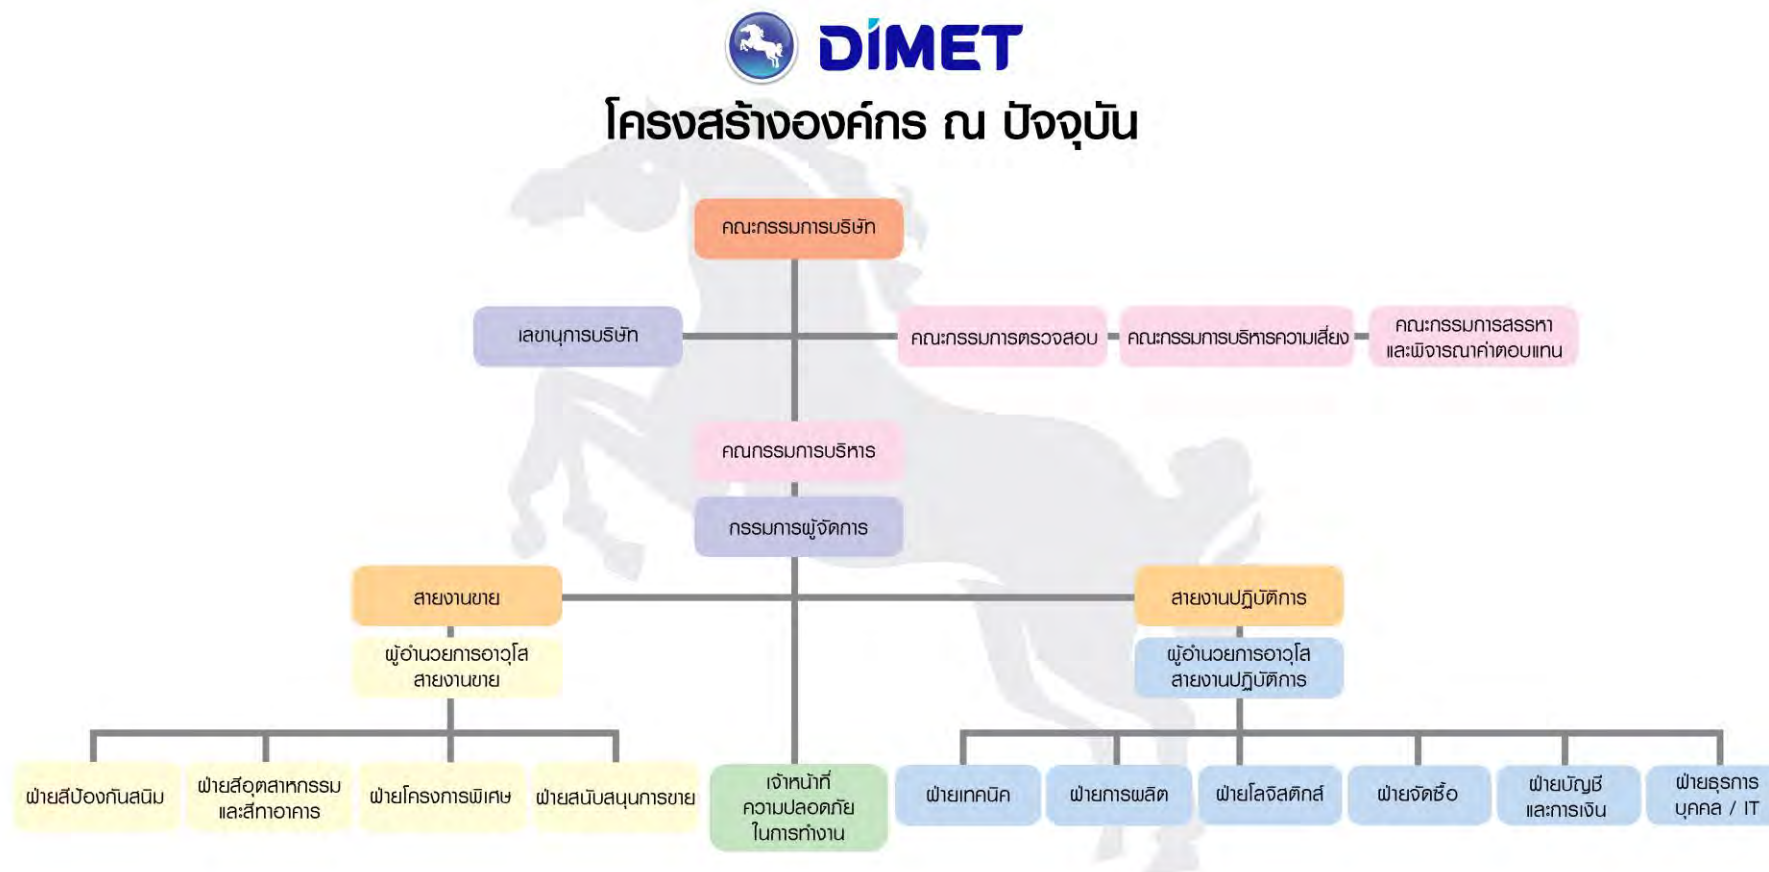 DIMET
โครงสร้างองค์กร ณ ปัจจุบัน
คณะกรรมการบริษัท
เลขานุการบริษัท
คณะกรรมการตรวจสอบ
คณะกรรมการบริหารความเสี่ยง
คณะกรรมการสรรหา
และพิจารณาค่าตอบแทน
คณกรรมการบริหาร
กรรมการผู้จัดการ
สายงานขาย
สายงานปฏิบัติการ
ผู้อำนวยการอาวุโส
สายงานขาย
ผู้อำนวยการอาวุโส
สายงานปฏิบัติการ
ฝ่ายสีป้องกันสนิม
ฝ่ายสีอุตสาหกรรม
และสีทาอาคาร
ฝ่ายโครงการพิเศษ
ฝ่ายสนับสนุนการขาย
เจ้าหน้าที่
ความปลอดภัย
ในการทำงาน
ฝ่ายเทคนิค
ฝ่ายการผลิต
ฝ่ายโลจิสติกส์
ฝ่ายจัดซื้อ
ฝ่ายบัญชี
และการเงิน
ฝ่ายธุรการ
บุคคล / IT